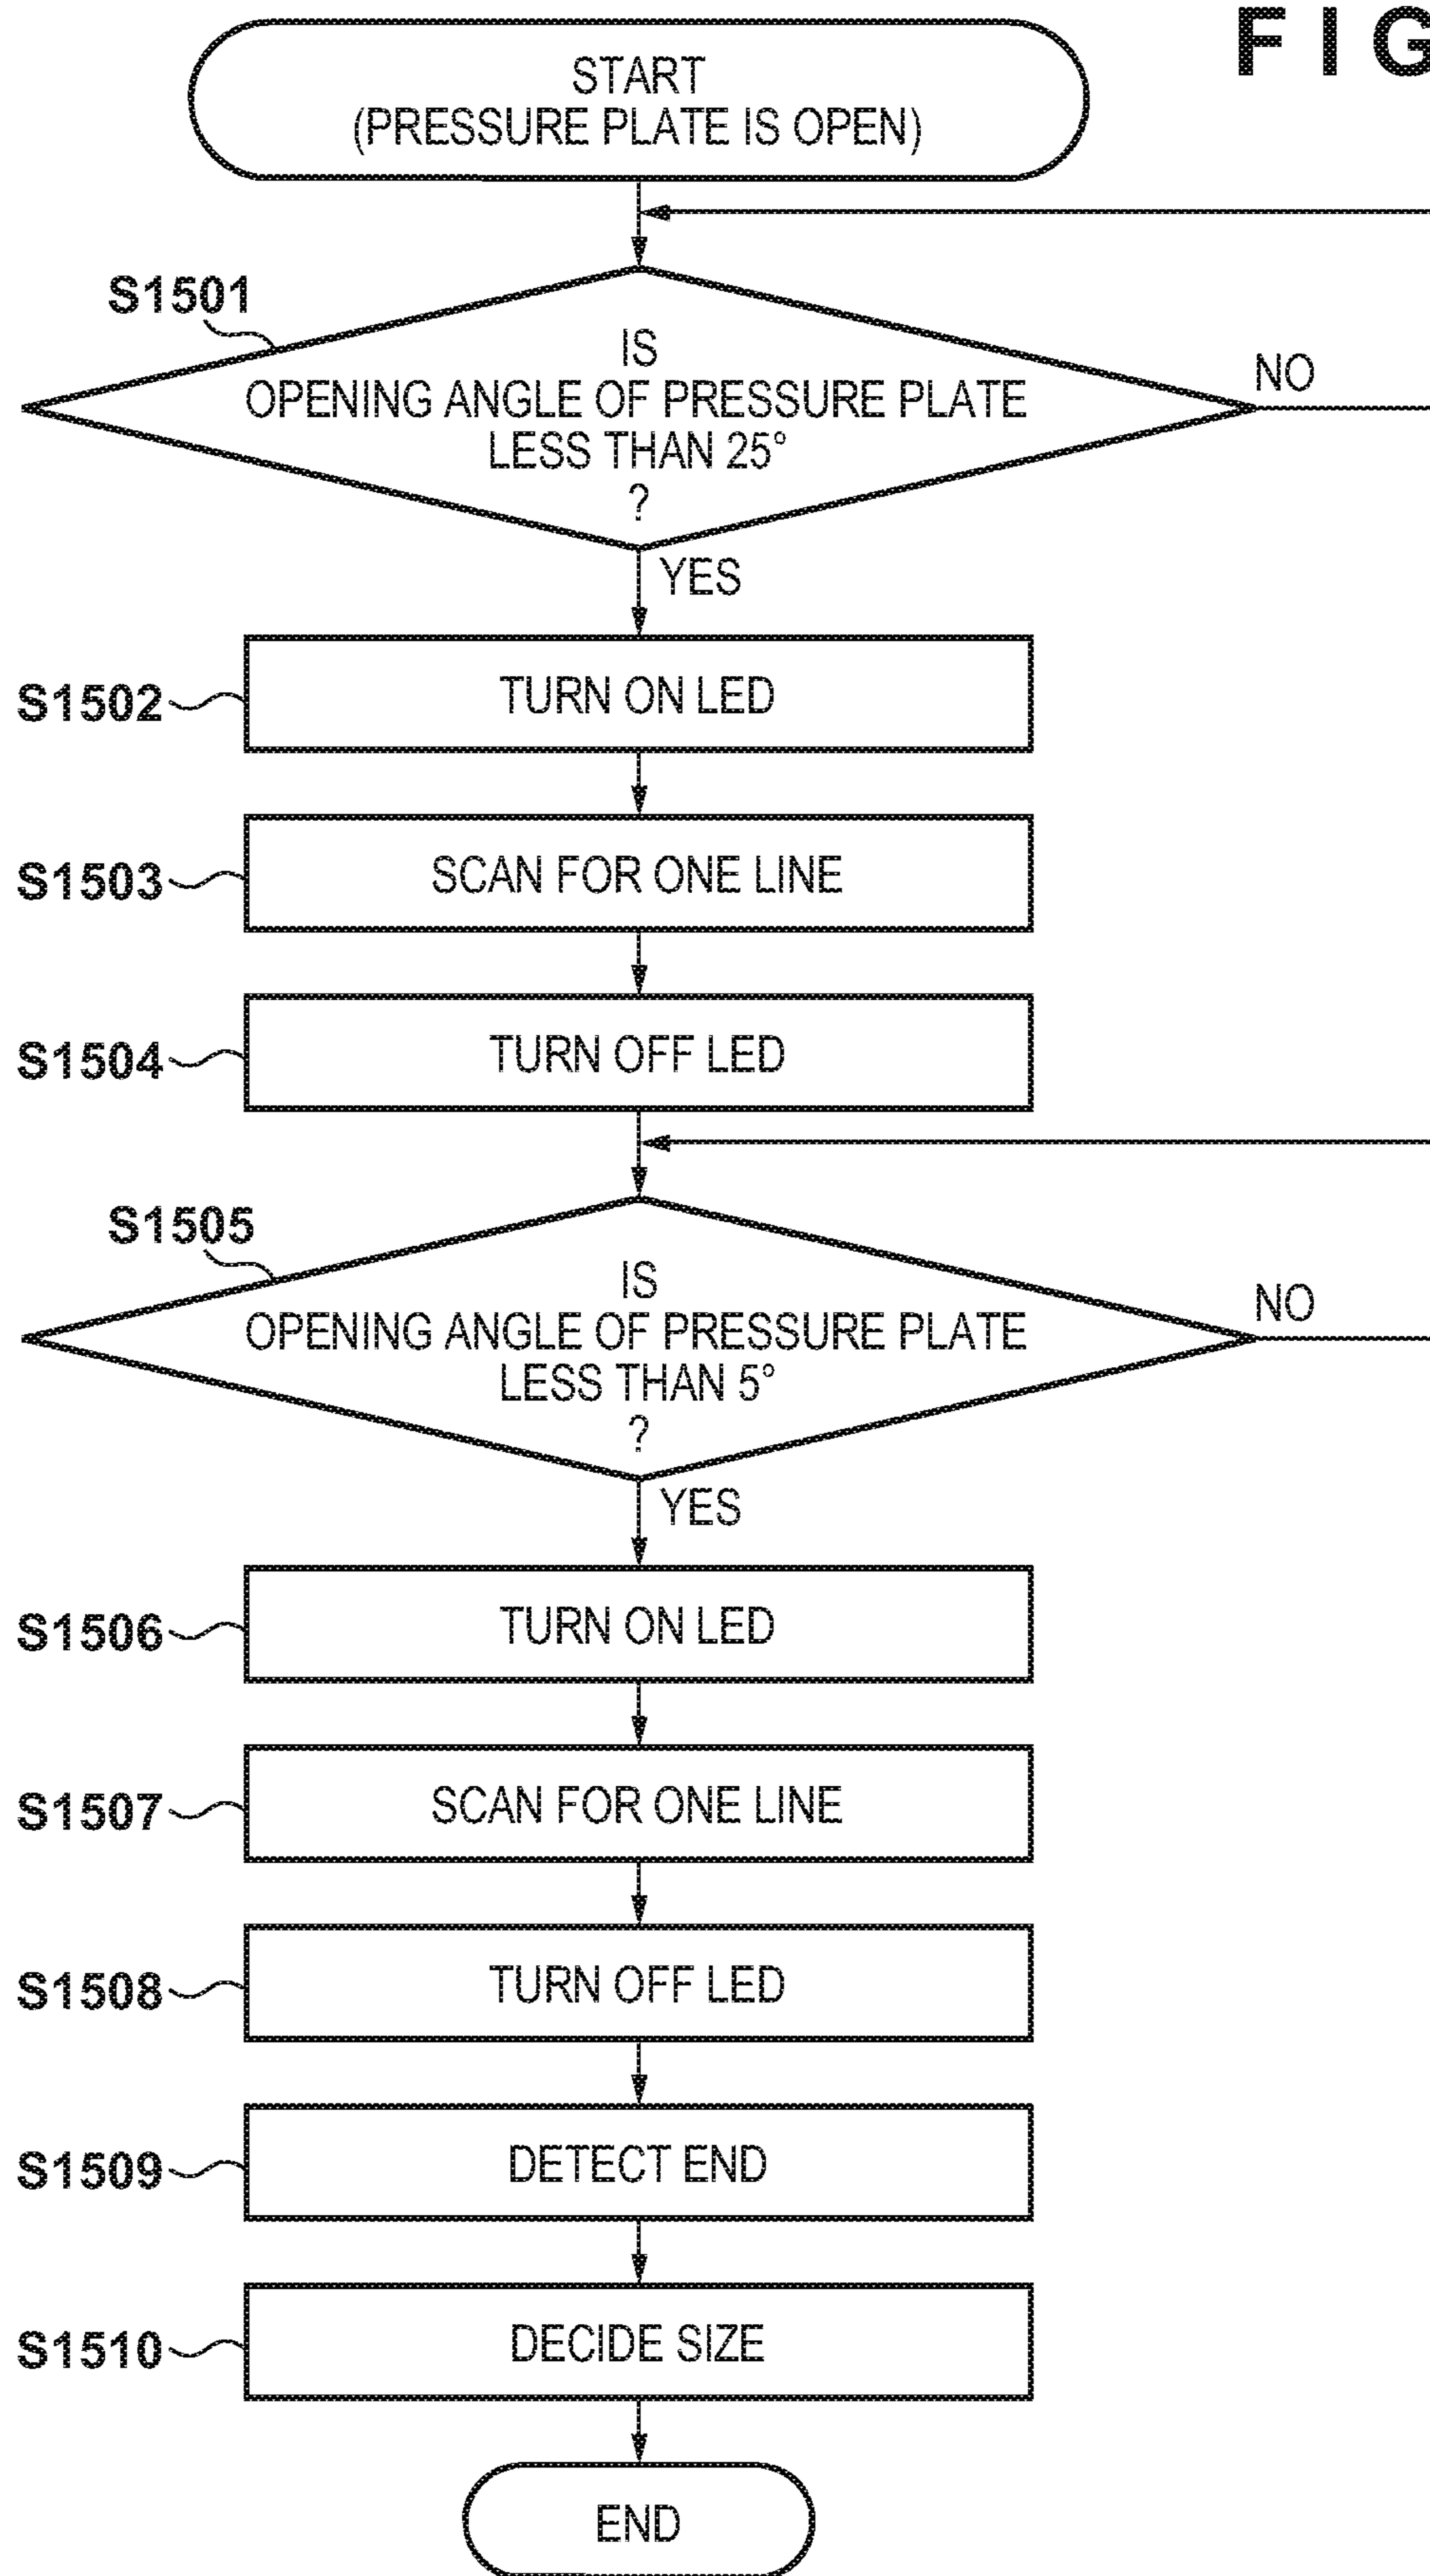 FIG
START
(PRESSURE PLATE IS OPEN)
S1501
IS
OPENING ANGLE OF PRESSURE PLATE
LESS THAN 25°
?
NO
YES
S1502
TURN ON LED
S1503
SCAN FOR ONE LINE
S1504
TURN OFF LED
S1505
IS
OPENING ANGLE OF PRESSURE PLATE
LESS THAN 5°
?
NO
YES
S1506
TURN ON LED
S1507
SCAN FOR ONE LINE
S1508
TURN OFF LED
S1509
DETECT END
S1510
DECIDE SIZE
END